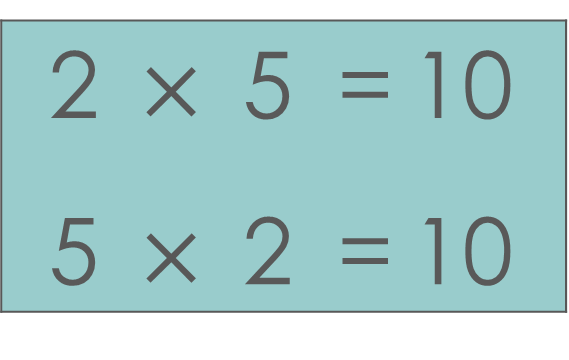 2 × 5 = 10
5 × 2 = 10